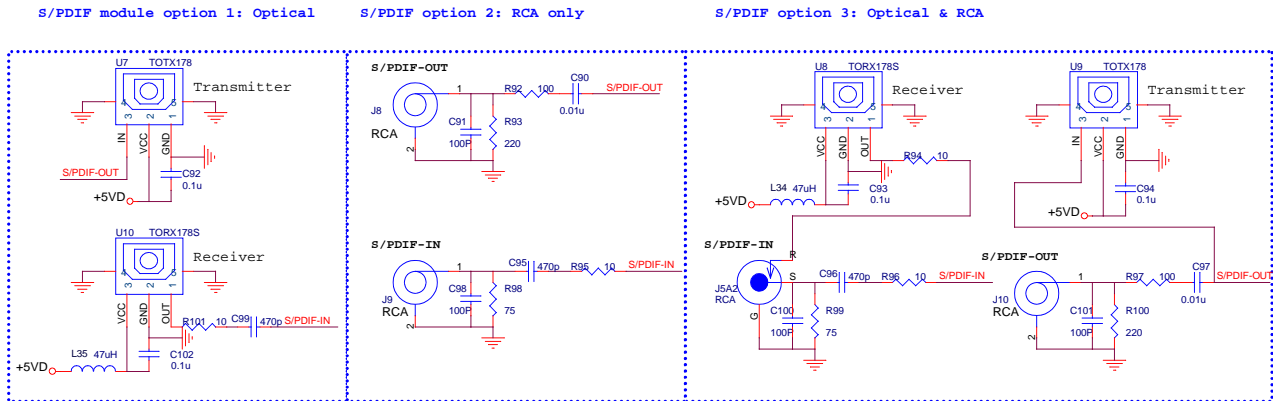 S/PDIF module option 1: Optical
S/PDIF option 2: RCA only
S/PDIF option 3: Optical & RCA
U7 TOTX178
Transmitter
4 5
3 2 1
IN VCC GND
S/PDIF-OUT
C92
0.1u
+5VD
U10 TORX178S
Receiver
4 5
3 2 1
VCC GND OUT
R101 10 C99 470p S/PDIF-IN
L35 47uH
C102
0.1u
+5VD
S/PDIF-OUT
1
J8
RCA
2
C91
100P
R93
220
R92 100
C90
0.01u
S/PDIF-OUT
S/PDIF-IN
1
J9
RCA
2
C98
100P
R98
75
C95 470p
R95 10
S/PDIF-IN
U8 TORX178S
Receiver
4 5
3 2 1
VCC GND OUT
R94 10
L34 47uH
C93
0.1u
+5VD
U9 TOTX178
Transmitter
4 5
3 2 1
IN VCC GND
C94
0.1u
+5VD
S/PDIF-IN
R
S
G
J5A2
RCA
C100
100P
R99
75
C96 470p
R96 10
S/PDIF-IN
S/PDIF-OUT
1
J10
RCA
2
C101
100P
R100
220
R97 100
C97
0.01u
S/PDIF-OUT